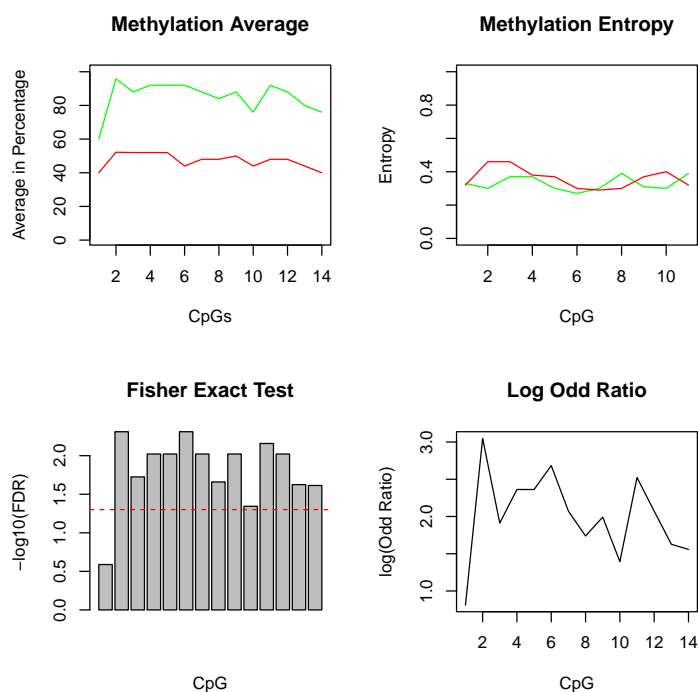 Methylation Average
Average in Percentage
0 20 40 60 80
2 4 6 8 10 12 14
CpGs
Methylation Entropy
Entropy
0.0 0.4 0.8
2 4 6 8 10
CpG
Fisher Exact Test
−log10(FDR)
0.0 0.5 1.0 1.5 2.0
CpG
Log Odd Ratio
log(Odd Ratio)
1.0 2.0 3.0
2 4 6 8 10 12 14
CpG